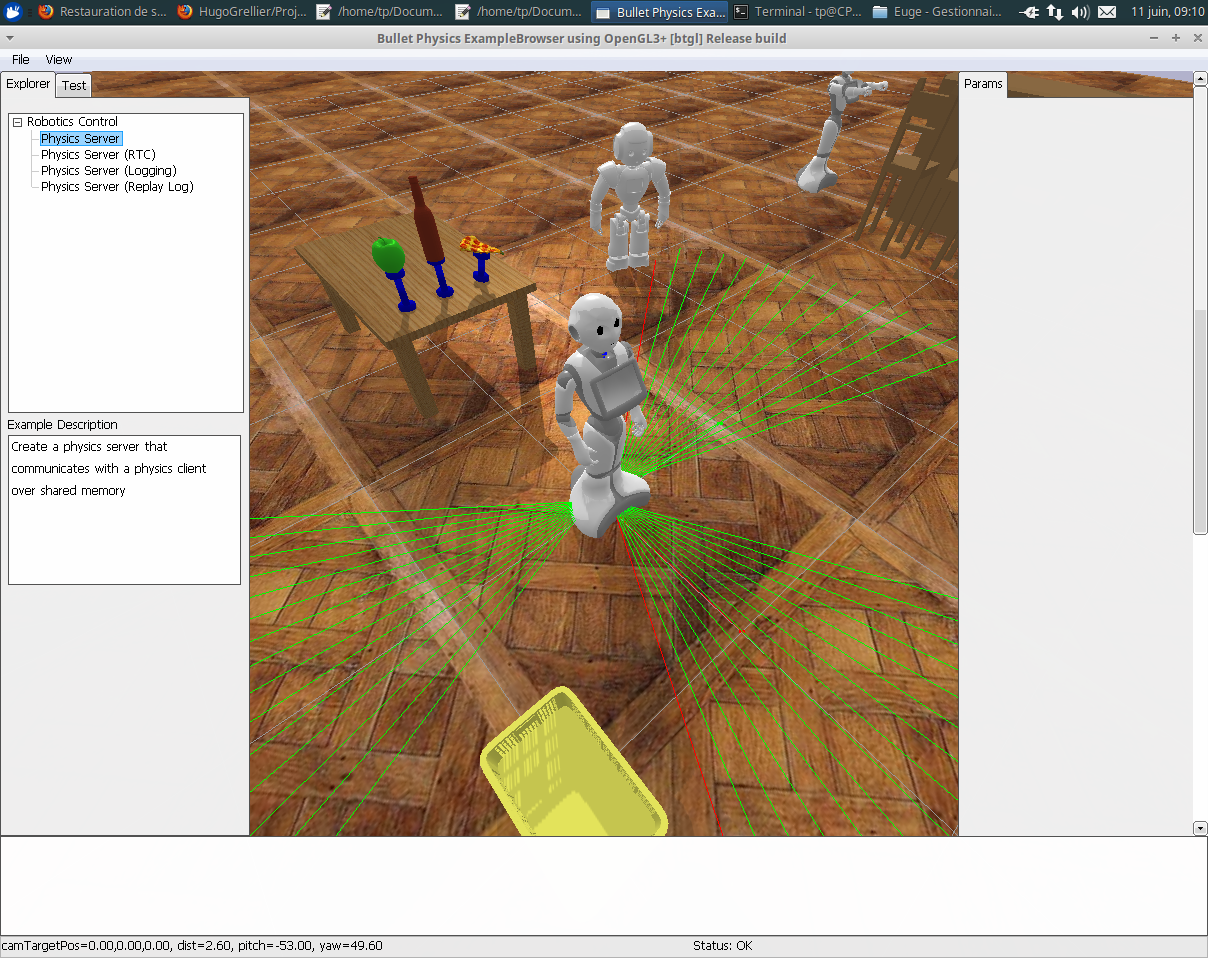 Restauration de s...
HugoGrellier/Proj...
/home/tp/Docum...
/home/tp/Docum...
Bullet Physics Exa...
Terminal - tp@CP...
Euge - Gestionnai...
11 juin, 09:10
Bullet Physics ExampleBrowser using OpenGL3+ [btgl] Release build
File View
Explorer Test
Params
Robotics Control
Physics Server
Physics Server (RTC)
Physics Server (Logging)
Physics Server (Replay Log)
Example Description
Create a physics server that
communicates with a physics client
over shared memory
camTargetPos=0.00,0.00,0.00, dist=2.60, pitch=-53.00, yaw=49.60
Status: OK